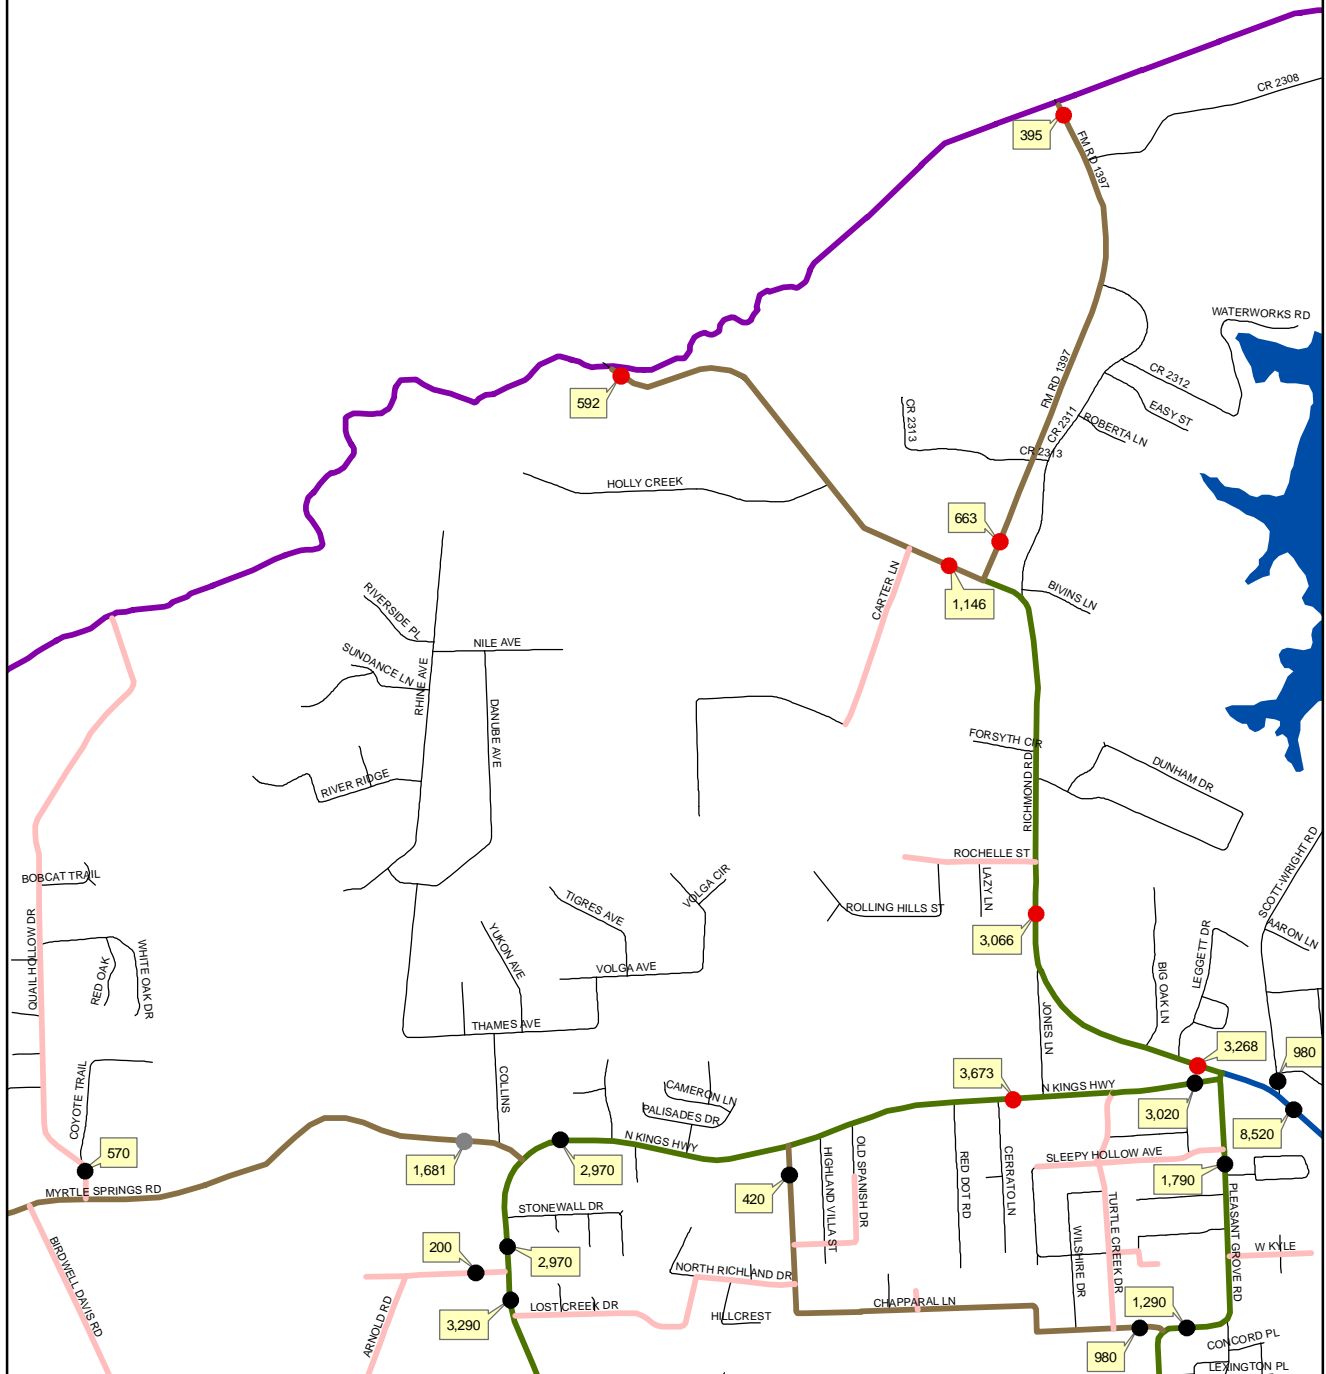 CR 2308
395
FM RD 1397
WATERWORKS RD
FM RD 1397
CR 2312
592
CR 2313
CR 2311
EASY ST
ROBERTA LN
CR 2313
HOLLY CREEK
663
CARTER LN
1,146
BIVINS LN
RIVERSIDE PL
NILE AVE
SUNDANCE LN
RHINE AVE
DANUBE AVE
FORSYTH CIR
RICHMOND RD
DUNHAM DR
RIVER RIDGE
ROCHELLE ST
SCOTT-WRIGHT RD
BOBCAT TRAIL
LAZY LN
VOLGA CIR
TIGRES AVE
ROLLING HILLS ST
QUAIL HOLLOW DR
WHITE OAK DR
RED OAK
YUKON AVE
3,066
AARON LN
LEGGETT DR
BIG OAK LN
VOLGA AVE
THAMES AVE
JONES LN
3,268
980
COYOTE TRAIL
COLLINS
3,673
N KINGS HWY
CAMERON LN
PALISADES DR
3,020
8,520
N KINGS HWY
570
1,681
2,970
OLD SPANISH DR
HIGHLAND VILLA ST
RED DOT RD
CERRATO LN
SLEEPY HOLLOW AVE
1,790
MYRTLE SPRINGS RD
420
STONEWALL DR
TURTLE CREEK DR
PLEASANT GROVE RD
BIRDWELL DAVIS RD
200
2,970
WILSHIRE DR
W KYLE
NORTH RICHLAND DR
ARNOLD RD
3,290
LOST CREEK DR
HILLCREST
CHAPPARAL LN
1,290
980
CONCORD PL
LEXINGTON PL